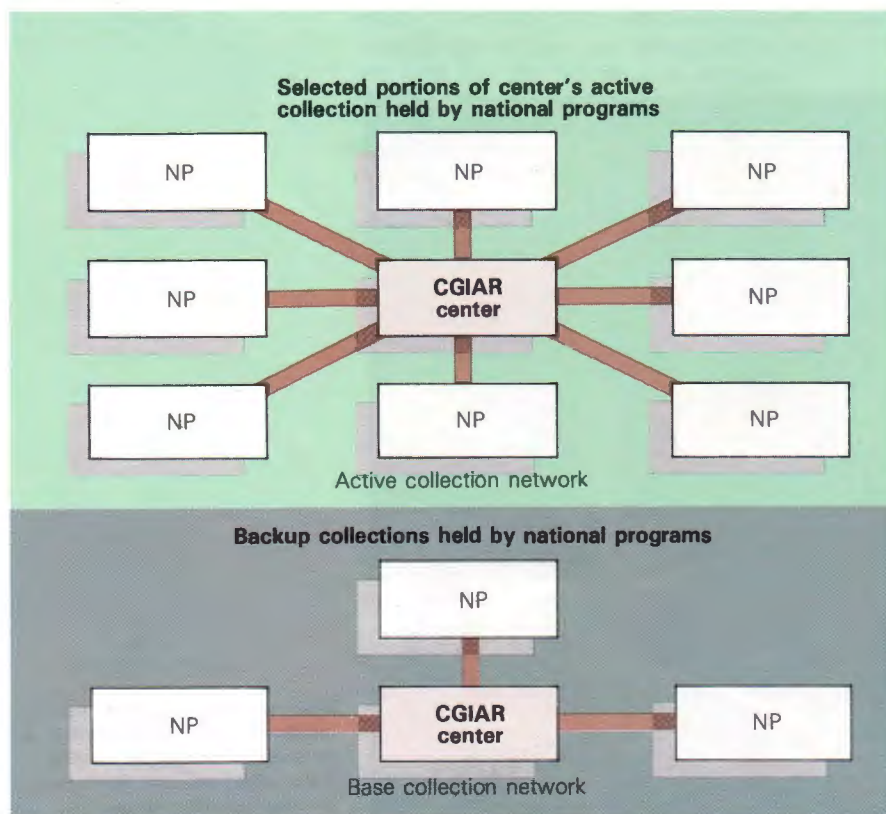 Selected portions of center's active
collection held by national programs
NP
NP
NP
NP
CGIAR
center
NP
NP
NP
NP
Active collection network
Backup collections held by national programs
NP
NP
CGIAR
center
NP
Base collection network